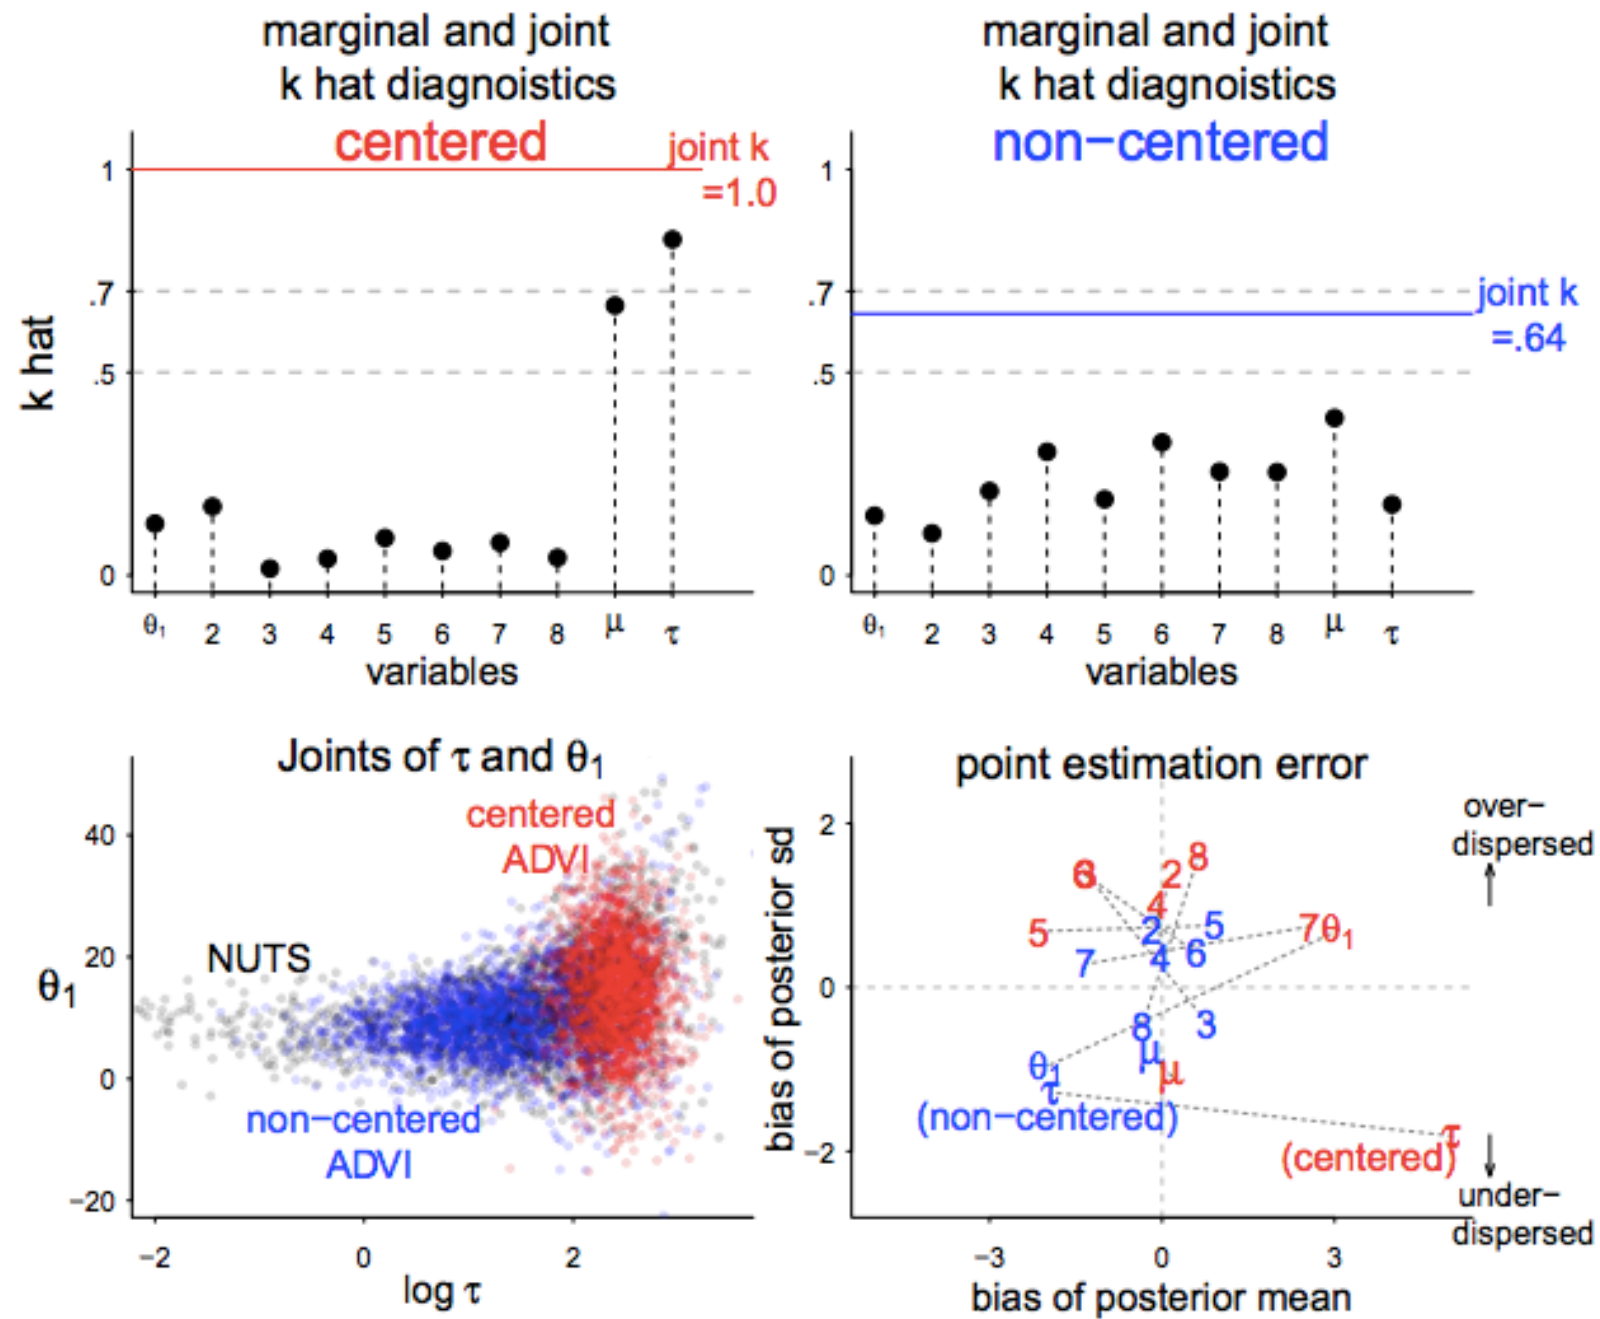 marginal and joint
k hat diagnoistics
centered
joint k
=1.0
1
.7
.5
0
k hat
θ1 2 3 4 5 6 7 8 μ τ
variables
marginal and joint
k hat diagnoistics
non−centered
joint k
=.64
1
.7
.5
0
θ1 2 3 4 5 6 7 8 μ τ
variables
Joints of τ and θ1
centered
ADVI
NUTS
non−centered
ADVI
40
20
0
−20
θ1
−2 0 2
log τ
point estimation error
over−
dispersed
2
0
−2
bias of posterior sd
8
2
6
3
4
5
7θ1
2
5
6
4
7
8
3
μ
μ
θ1
τ
(non−centered)
τ
(centered)
under−
dispersed
−3 0 3
bias of posterior mean